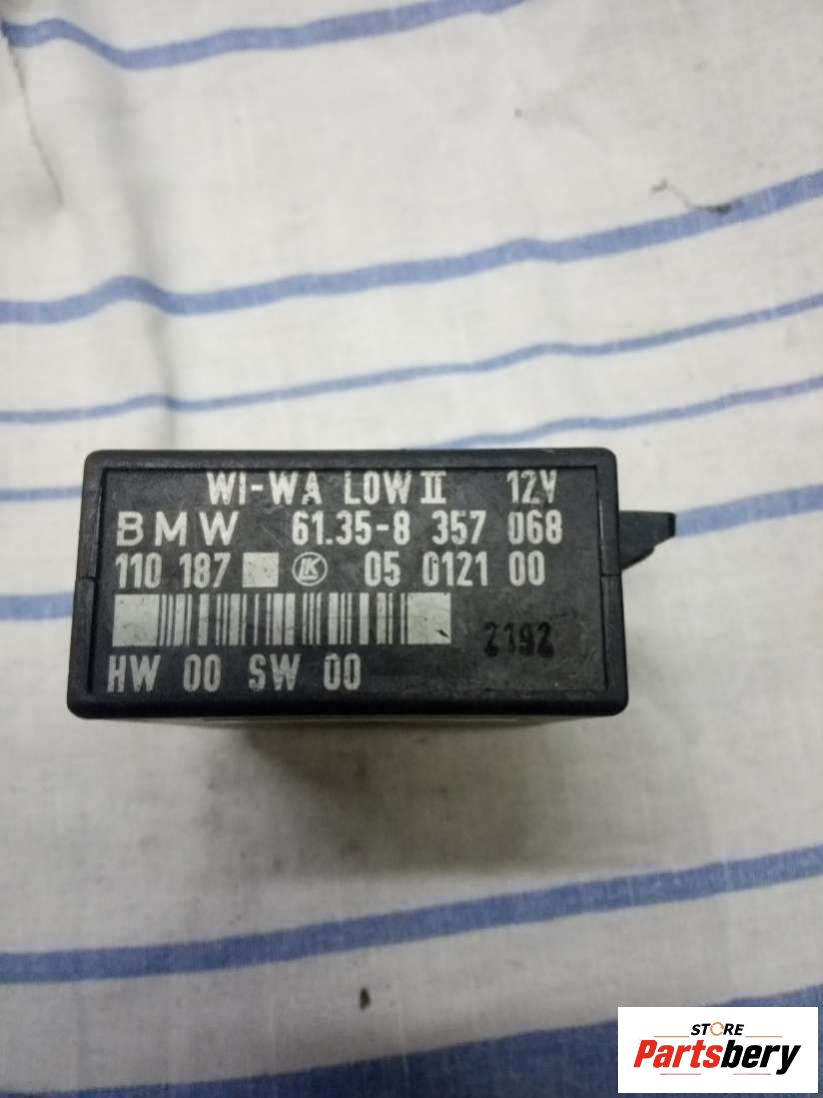 WI-WA LOW II 12V
BMW 61.35-8 357 068
110 187 LK 05 0121 00
2192
HW 00 SW 00
STORE
Partsbery